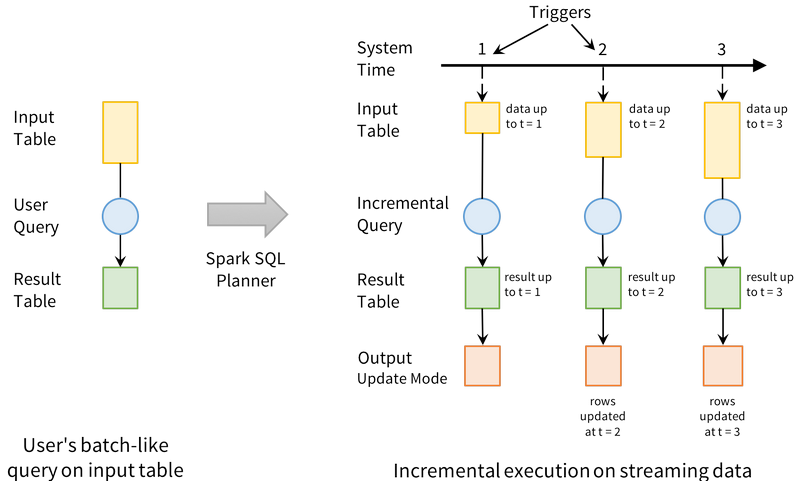 Triggers
System
Time
1
2
3
Input
Table
Input
Table
data up
to t = 1
data up
to t = 2
data up
to t = 3
User
Query
Spark SQL
Planner
Incremental
Query
Result
Table
Result
Table
result up
to t = 1
result up
to t = 2
result up
to t = 3
Output
Update Mode
rows
updated
at t = 2
rows
updated
at t = 3
User's batch-like
query on input table
Incremental execution on streaming data